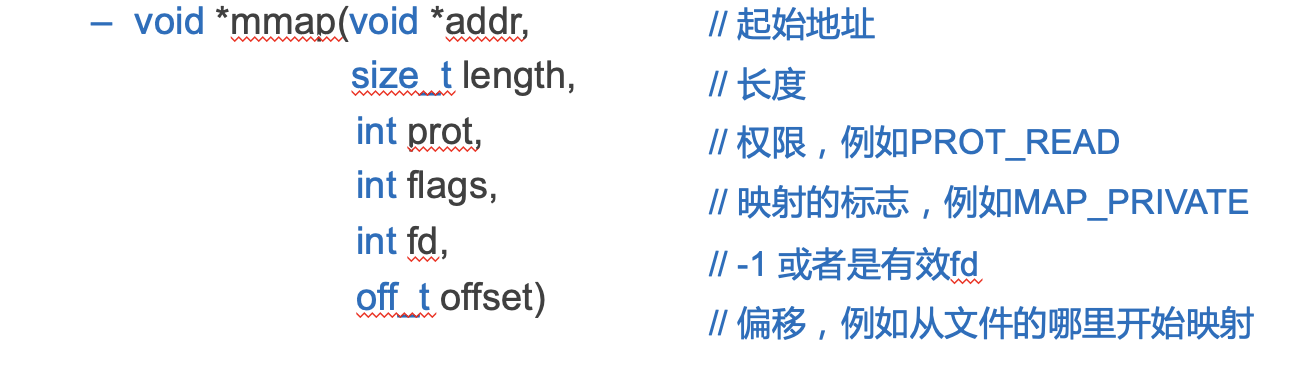 – void *mmap(void *addr, // 起始地址
size_t length, // 长度
int prot, // 权限，例如PROT_READ
int flags, // 映射的标志，例如MAP_PRIVATE
int fd, // -1 或者是有效fd
off_t offset) // 偏移，例如从文件的哪里开始映射